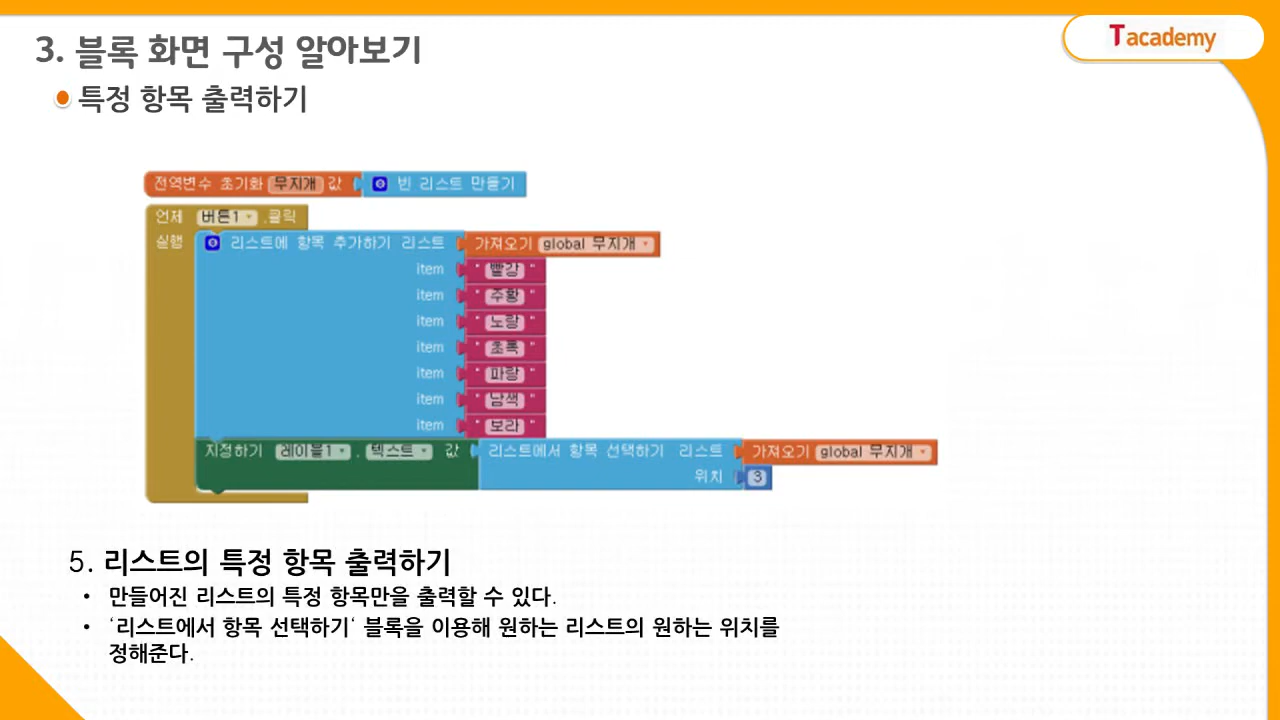 3. 블록 화면 구성 알아보기
Tacademy
특정 항목 출력하기
전역변수 초기화 무지개 값 빈 리스트 만들기
언제 버튼1 .클릭
실행 리스트에 항목 추가하기 리스트 가져오기 global 무지개
item " 빨강 "
item " 주황 "
item " 노랑 "
item " 초록 "
item " 파랑 "
item " 남색 "
item " 보라 "
지정하기 레이블1 . 텍스트 값 리스트에서 항목 선택하기 리스트 가져오기 global 무지개
위치 3
5. 리스트의 특정 항목 출력하기
• 만들어진 리스트의 특정 항목만을 출력할 수 있다.
• ‘리스트에서 항목 선택하기‘ 블록을 이용해 원하는 리스트의 원하는 위치를
정해준다.